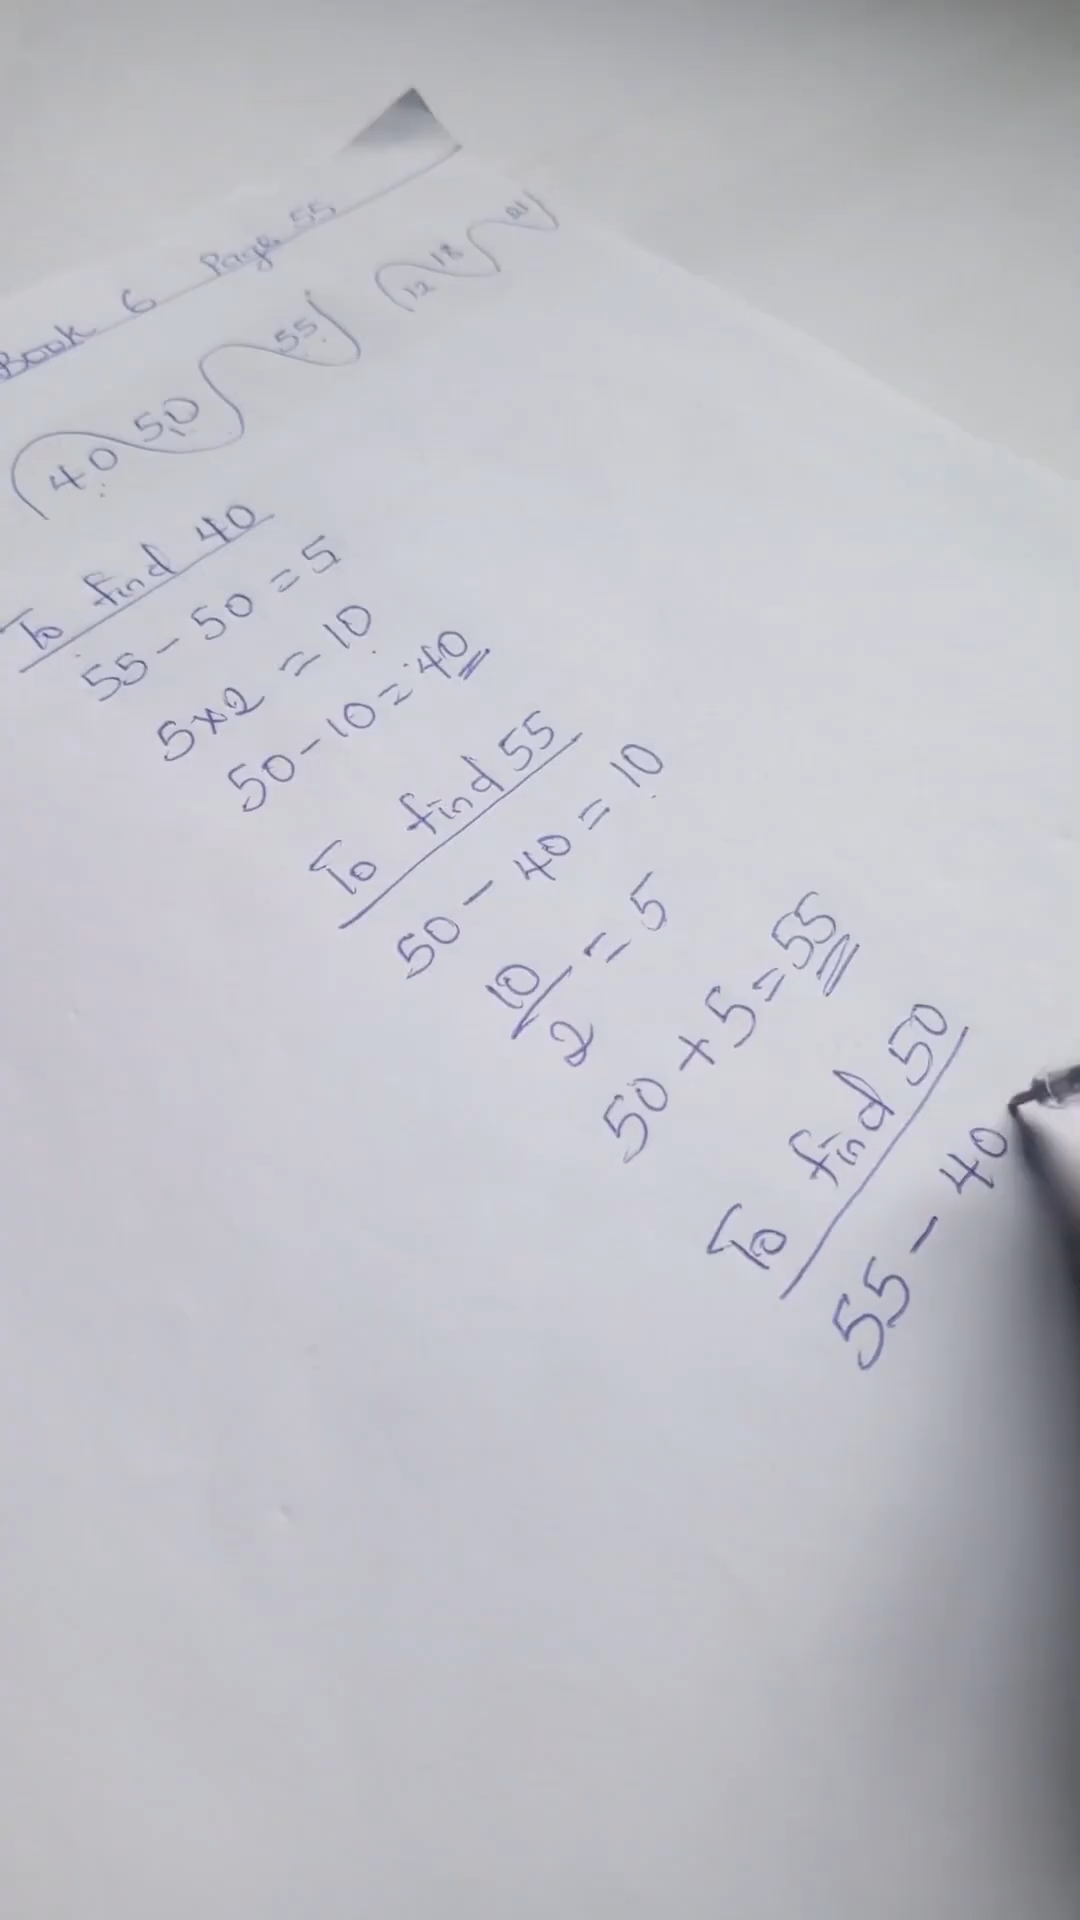 Book 6 Page 55
40 50 55 12 18 21
To find 40
55 - 50 = 5
5 × 2 = 10
50 - 10 = 40
To find 55
50 - 40 = 10
10/2 = 5
50 + 5 = 55
To find 50
55 - 40